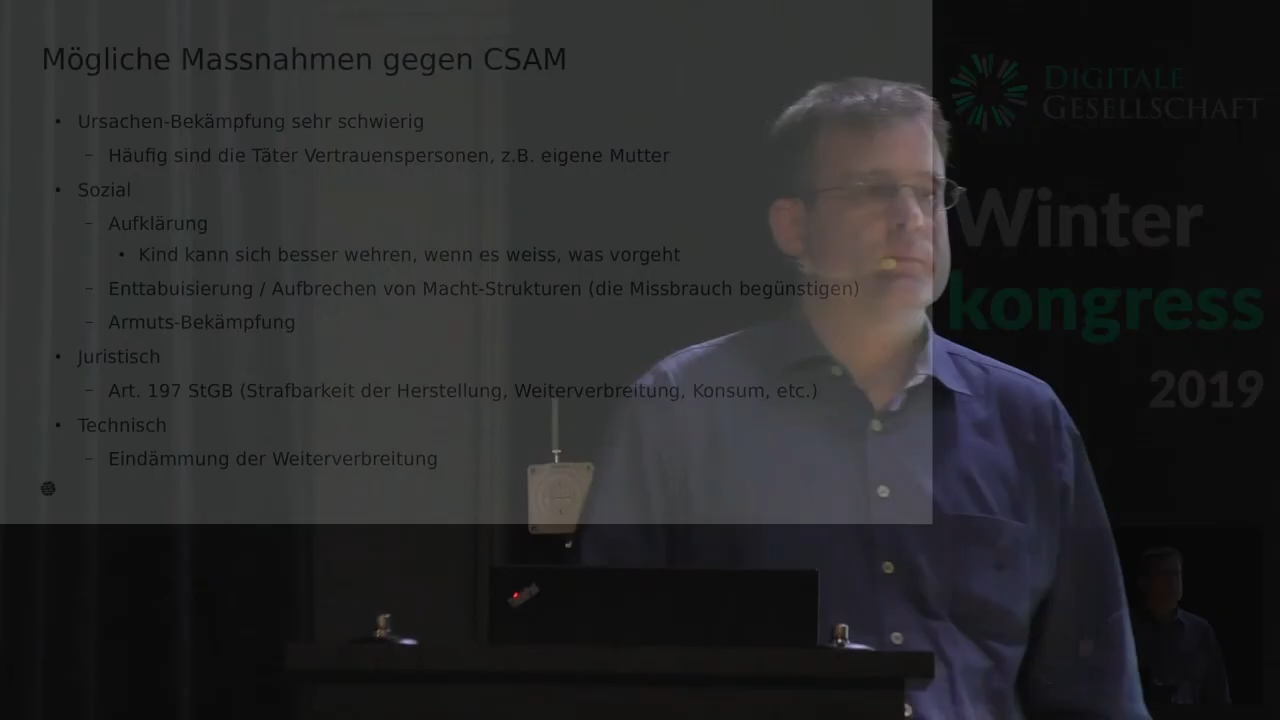 Mögliche Massnahmen gegen CSAM
• Ursachen-Bekämpfung sehr schwierig
– Häufig sind die Täter Vertrauenspersonen, z.B. eigene Mutter
• Sozial
– Aufklärung
• Kind kann sich besser wehren, wenn es weiss, was vorgeht
– Enttabuisierung / Aufbrechen von Macht-Strukturen (die Missbrauch begünstigen)
– Armuts-Bekämpfung
• Juristisch
– Art. 197 StGB (Strafbarkeit der Herstellung, Weiterverbreitung, Konsum, etc.)
• Technisch
– Eindämmung der Weiterverbreitung
DIGITALE
GESELLSCHAFT
Winter
kongress
2019